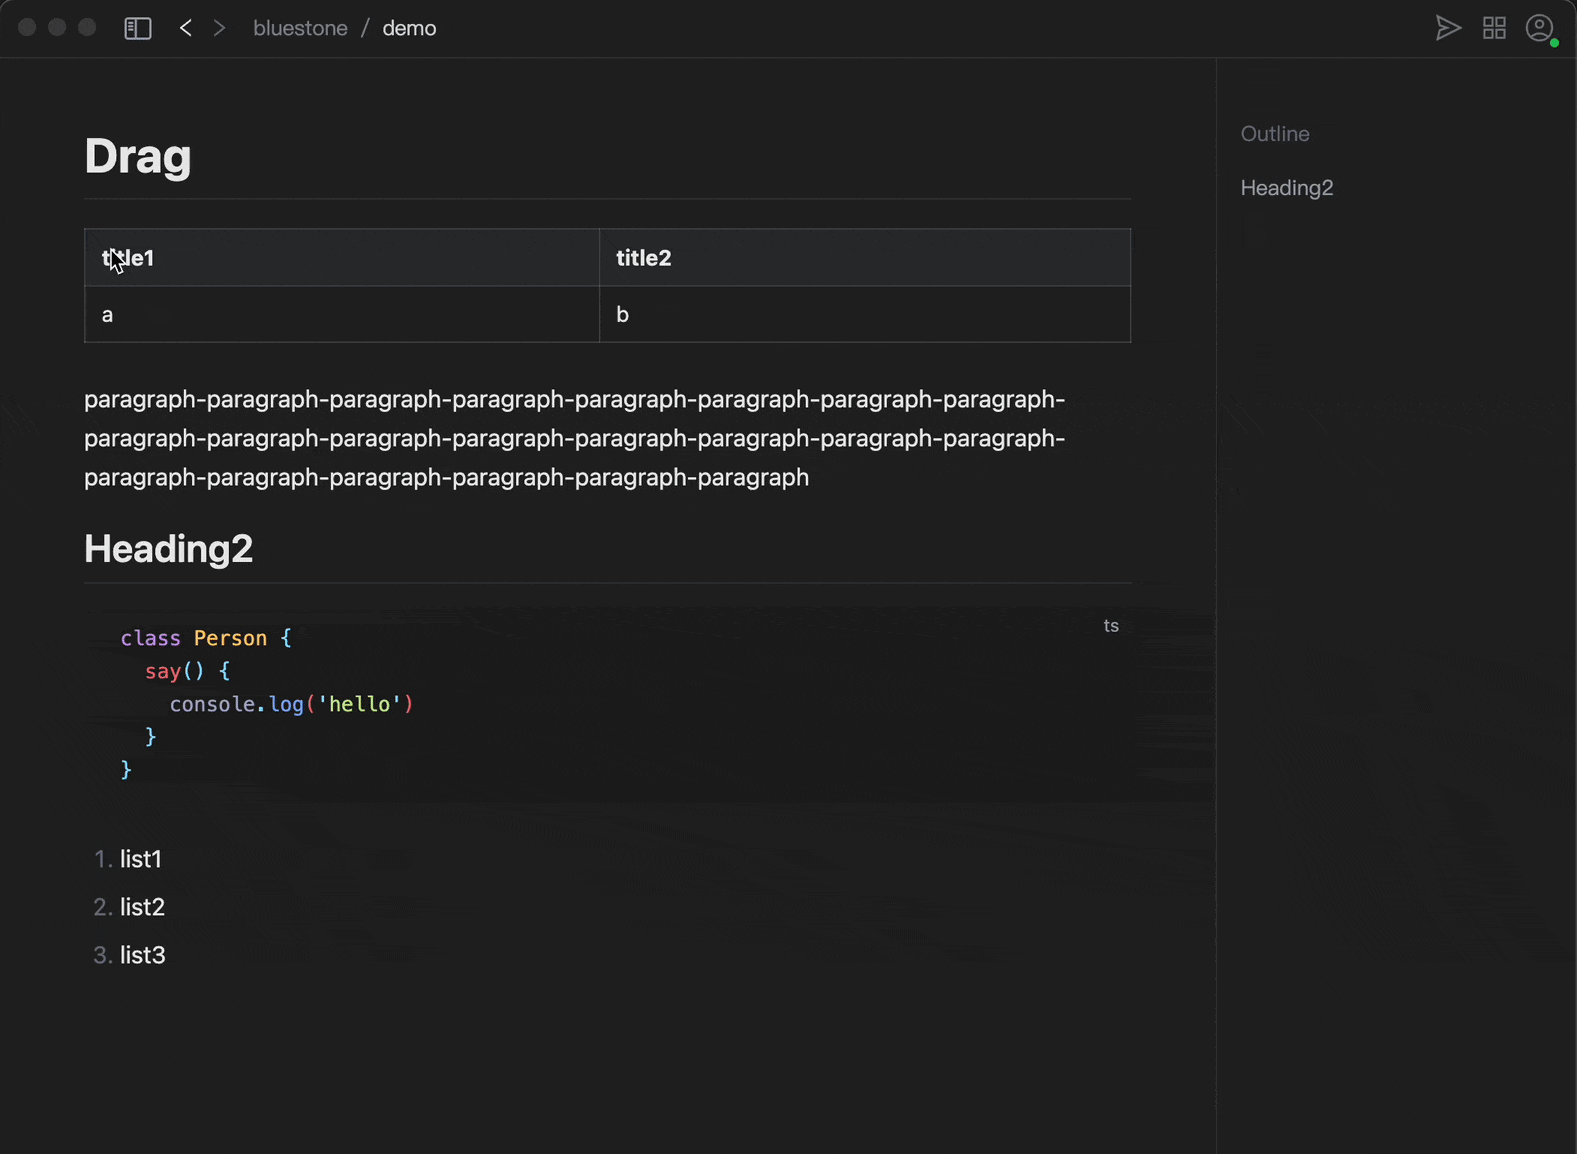 bluestone / demo
Drag
title1 title2
a b
paragraph-paragraph-paragraph-paragraph-paragraph-paragraph-paragraph-paragraph-
paragraph-paragraph-paragraph-paragraph-paragraph-paragraph-paragraph-paragraph-
paragraph-paragraph-paragraph-paragraph-paragraph-paragraph
Heading2
ts
class Person {
  say() {
    console.log('hello')
  }
}
1. list1
2. list2
3. list3
Outline
Heading2